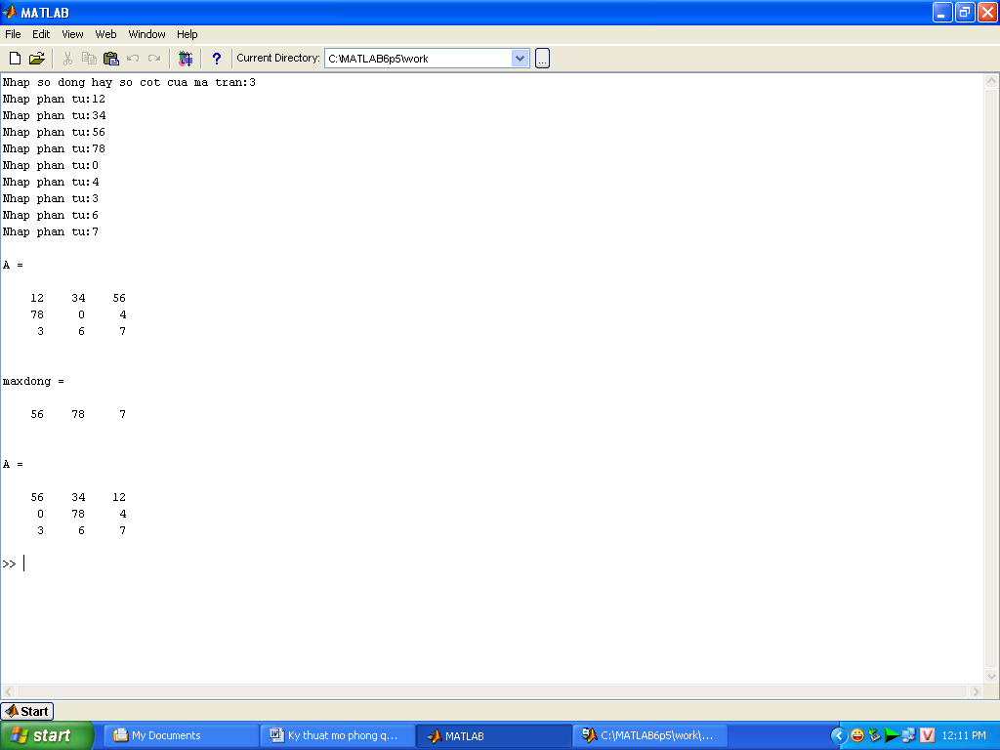 MATLAB
File Edit View Web Window Help
Current Directory: C:\MATLAB6p5\work ...
Nhap so dong hay so cot cua ma tran:3
Nhap phan tu:12
Nhap phan tu:34
Nhap phan tu:56
Nhap phan tu:78
Nhap phan tu:0
Nhap phan tu:4
Nhap phan tu:3
Nhap phan tu:6
Nhap phan tu:7
A =
12 34 56
78 0 4
3 6 7
maxdong =
56 78 7
A =
56 34 12
0 78 4
3 6 7
>>
Start
start My Documents Ky thuat mo phong q... MATLAB C:\MATLAB6p5\work\... V 12:11 PM